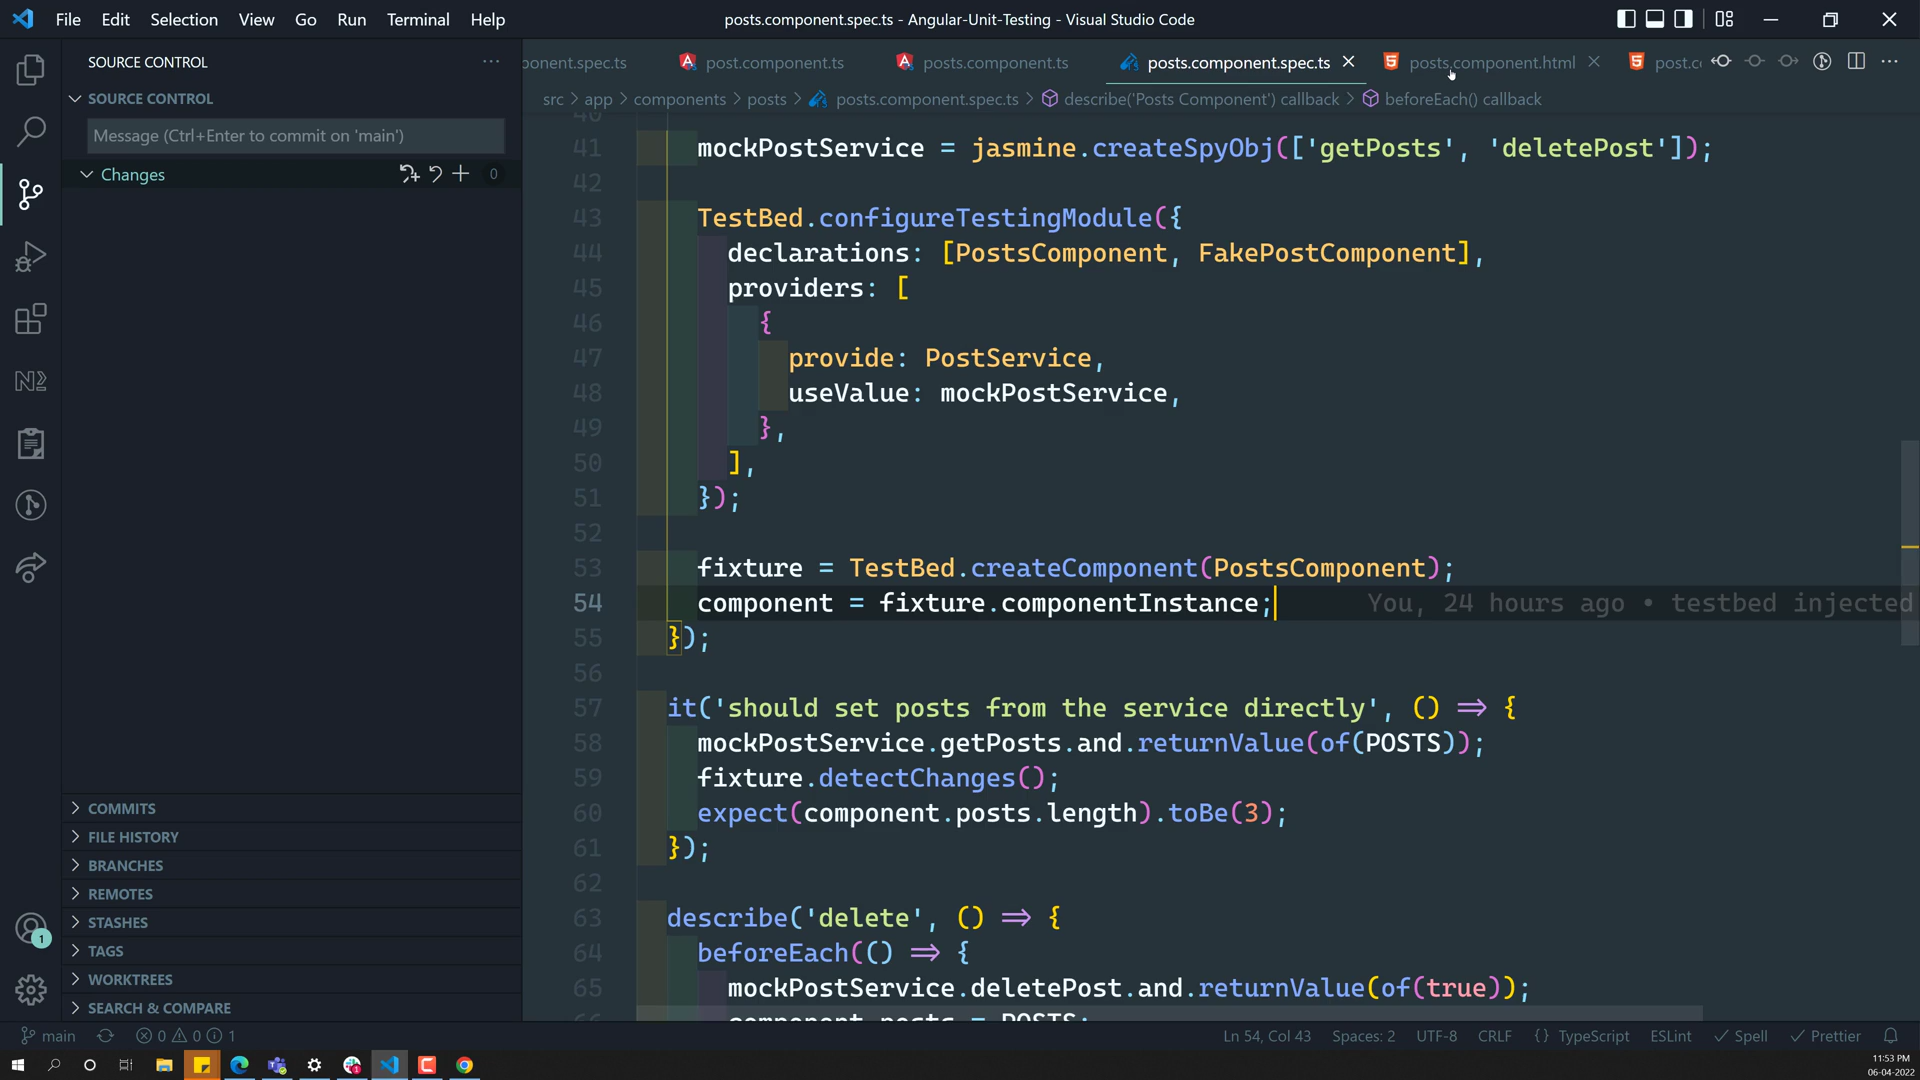 File Edit Selection View Go Run Terminal Help
posts.component.spec.ts - Angular-Unit-Testing - Visual Studio Code
SOURCE CONTROL
SOURCE CONTROL
Message (Ctrl+Enter to commit on 'main')
Changes
0
COMMITS
FILE HISTORY
BRANCHES
REMOTES
STASHES
TAGS
WORKTREES
SEARCH & COMPARE
1
ponent.spec.ts post.component.ts posts.component.ts posts.component.spec.ts posts.component.html post.c
src > app > components > posts > posts.component.spec.ts > describe('Posts Component') callback > beforeEach() callback
41 mockPostService = jasmine.createSpyObj(['getPosts', 'deletePost']);
42
43 TestBed.configureTestingModule({
44 declarations: [PostsComponent, FakePostComponent],
45 providers: [
46 {
47 provide: PostService,
48 useValue: mockPostService,
49 },
50 ],
51 });
52
53 fixture = TestBed.createComponent(PostsComponent);
54 component = fixture.componentInstance; You, 24 hours ago • testbed injected
55 });
56
57 it('should set posts from the service directly', () => {
58 mockPostService.getPosts.and.returnValue(of(POSTS));
59 fixture.detectChanges();
60 expect(component.posts.length).toBe(3);
61 });
62
63 describe('delete', () => {
64 beforeEach(() => {
65 mockPostService.deletePost.and.returnValue(of(true));
component.posts = POSTS;
main 0 0 1 Ln 54, Col 43 Spaces: 2 UTF-8 CRLF {} TypeScript ESLint Spell Prettier
11:53 PM
06-04-2022